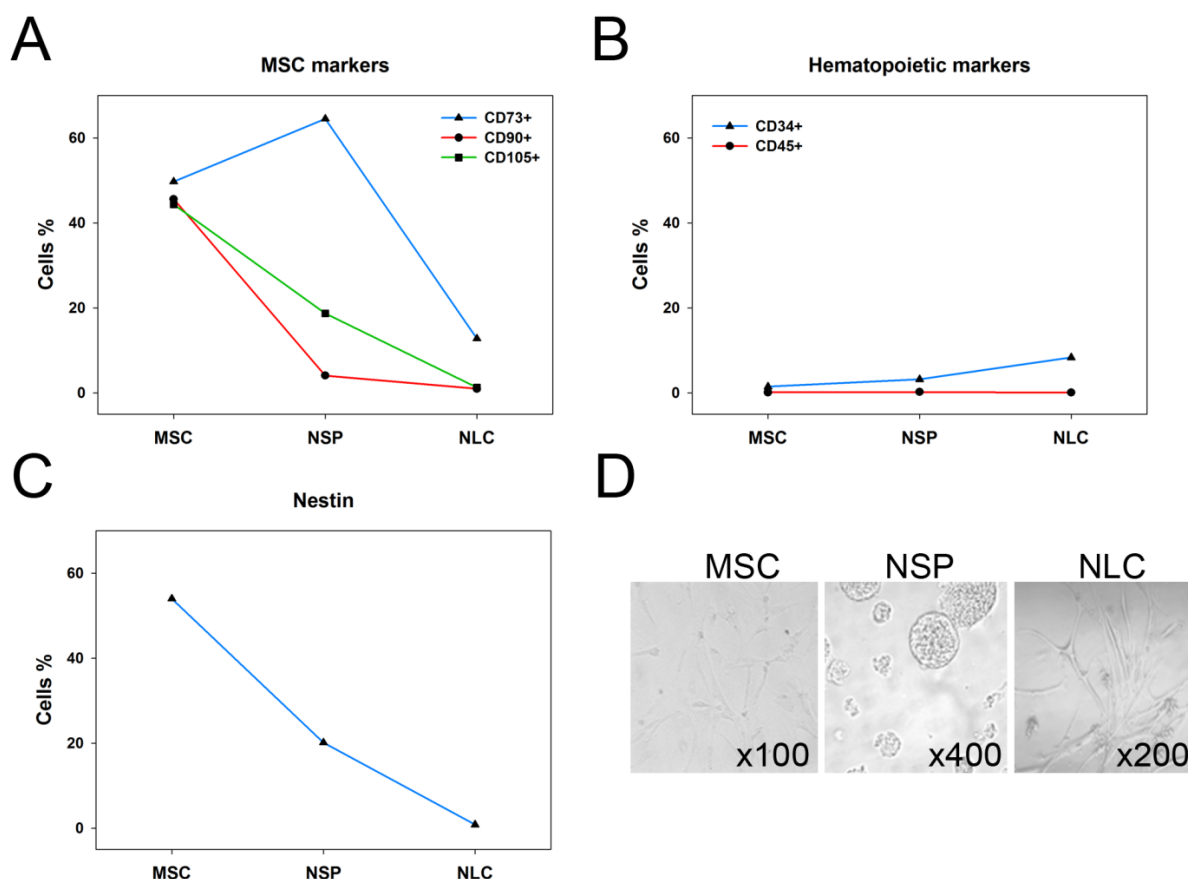 A
MSC markers
CD73+
CD90+
CD105+
60
40
20
0
Cells %
MSC NSP NLC
B
Hematopoietic markers
CD34+
CD45+
60
40
20
0
Cells %
MSC NSP NLC
C
Nestin
60
40
20
0
Cells %
MSC NSP NLC
D
MSC NSP NLC
x100 x400 x200